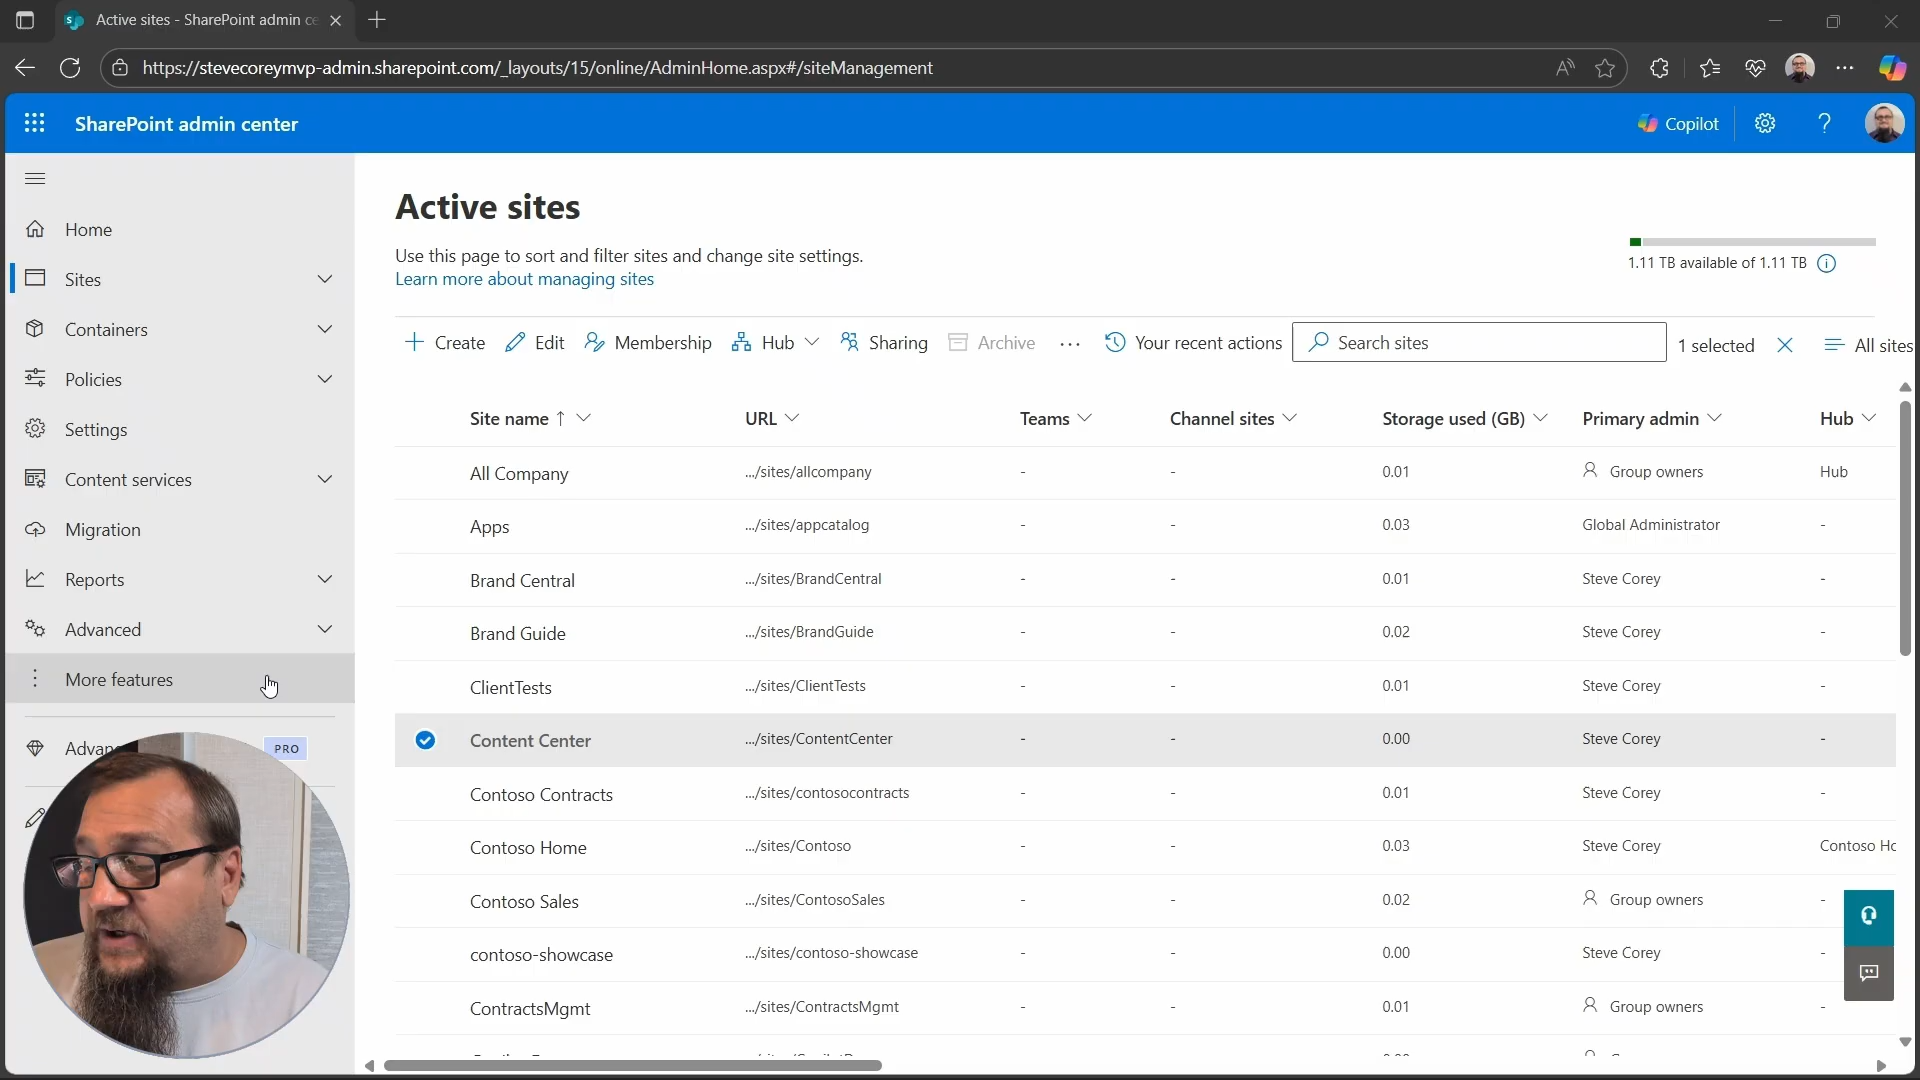 Active sites - SharePoint admin ce
https://stevecoreymvp-admin.sharepoint.com/_layouts/15/online/AdminHome.aspx#/siteManagement
SharePoint admin center
Copilot
Home
Sites
Containers
Policies
Settings
Content services
Migration
Reports
Advanced
More features
Advan
PRO
Active sites
Use this page to sort and filter sites and change site settings.
Learn more about managing sites
1.11 TB available of 1.11 TB
Create Edit Membership Hub Sharing Archive ... Your recent actions Search sites 1 selected All sites
Site name ↑ URL Teams Channel sites Storage used (GB) Primary admin Hub
All Company .../sites/allcompany - - 0.01 Group owners Hub
Apps .../sites/appcatalog - - 0.03 Global Administrator -
Brand Central .../sites/BrandCentral - - 0.01 Steve Corey -
Brand Guide .../sites/BrandGuide - - 0.02 Steve Corey -
ClientTests .../sites/ClientTests - - 0.01 Steve Corey -
Content Center .../sites/ContentCenter - - 0.00 Steve Corey -
Contoso Contracts .../sites/contosocontracts - - 0.01 Steve Corey -
Contoso Home .../sites/Contoso - - 0.03 Steve Corey Contoso Hc
Contoso Sales .../sites/ContosoSales - - 0.02 Group owners -
contoso-showcase .../sites/contoso-showcase - - 0.00 Steve Corey -
ContractsMgmt .../sites/ContractsMgmt - - 0.01 Group owners -